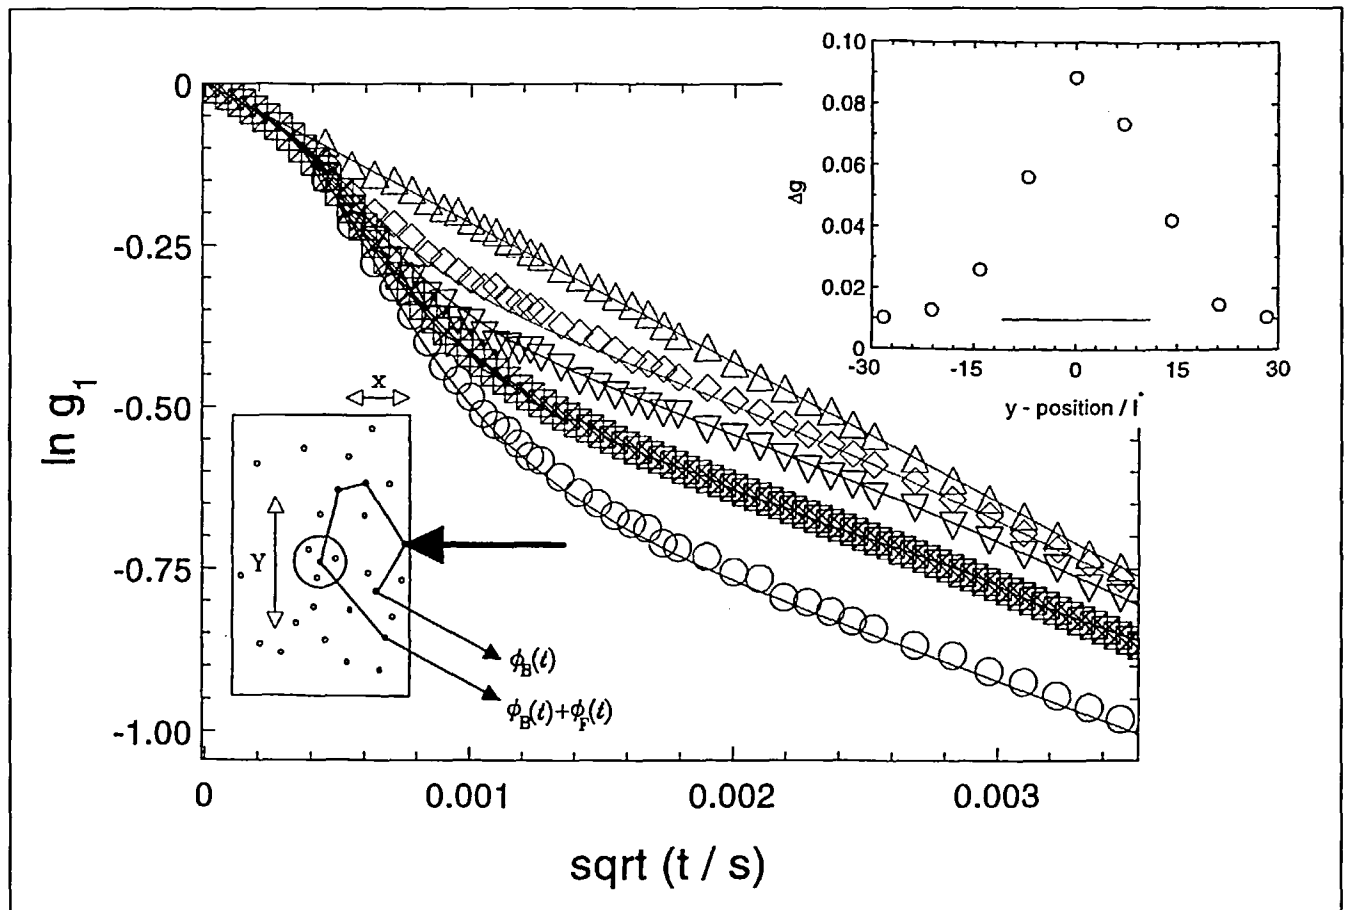 0.10
0.08
0.06
0.04
0.02
0
Δg
-30
-15
0
15
30
y - position / l*
0
-0.25
-0.50
-0.75
-1.00
ln g1
x
Y
ϕB(t)
ϕB(t)+ϕF(t)
0
0.001
0.002
0.003
sqrt (t / s)